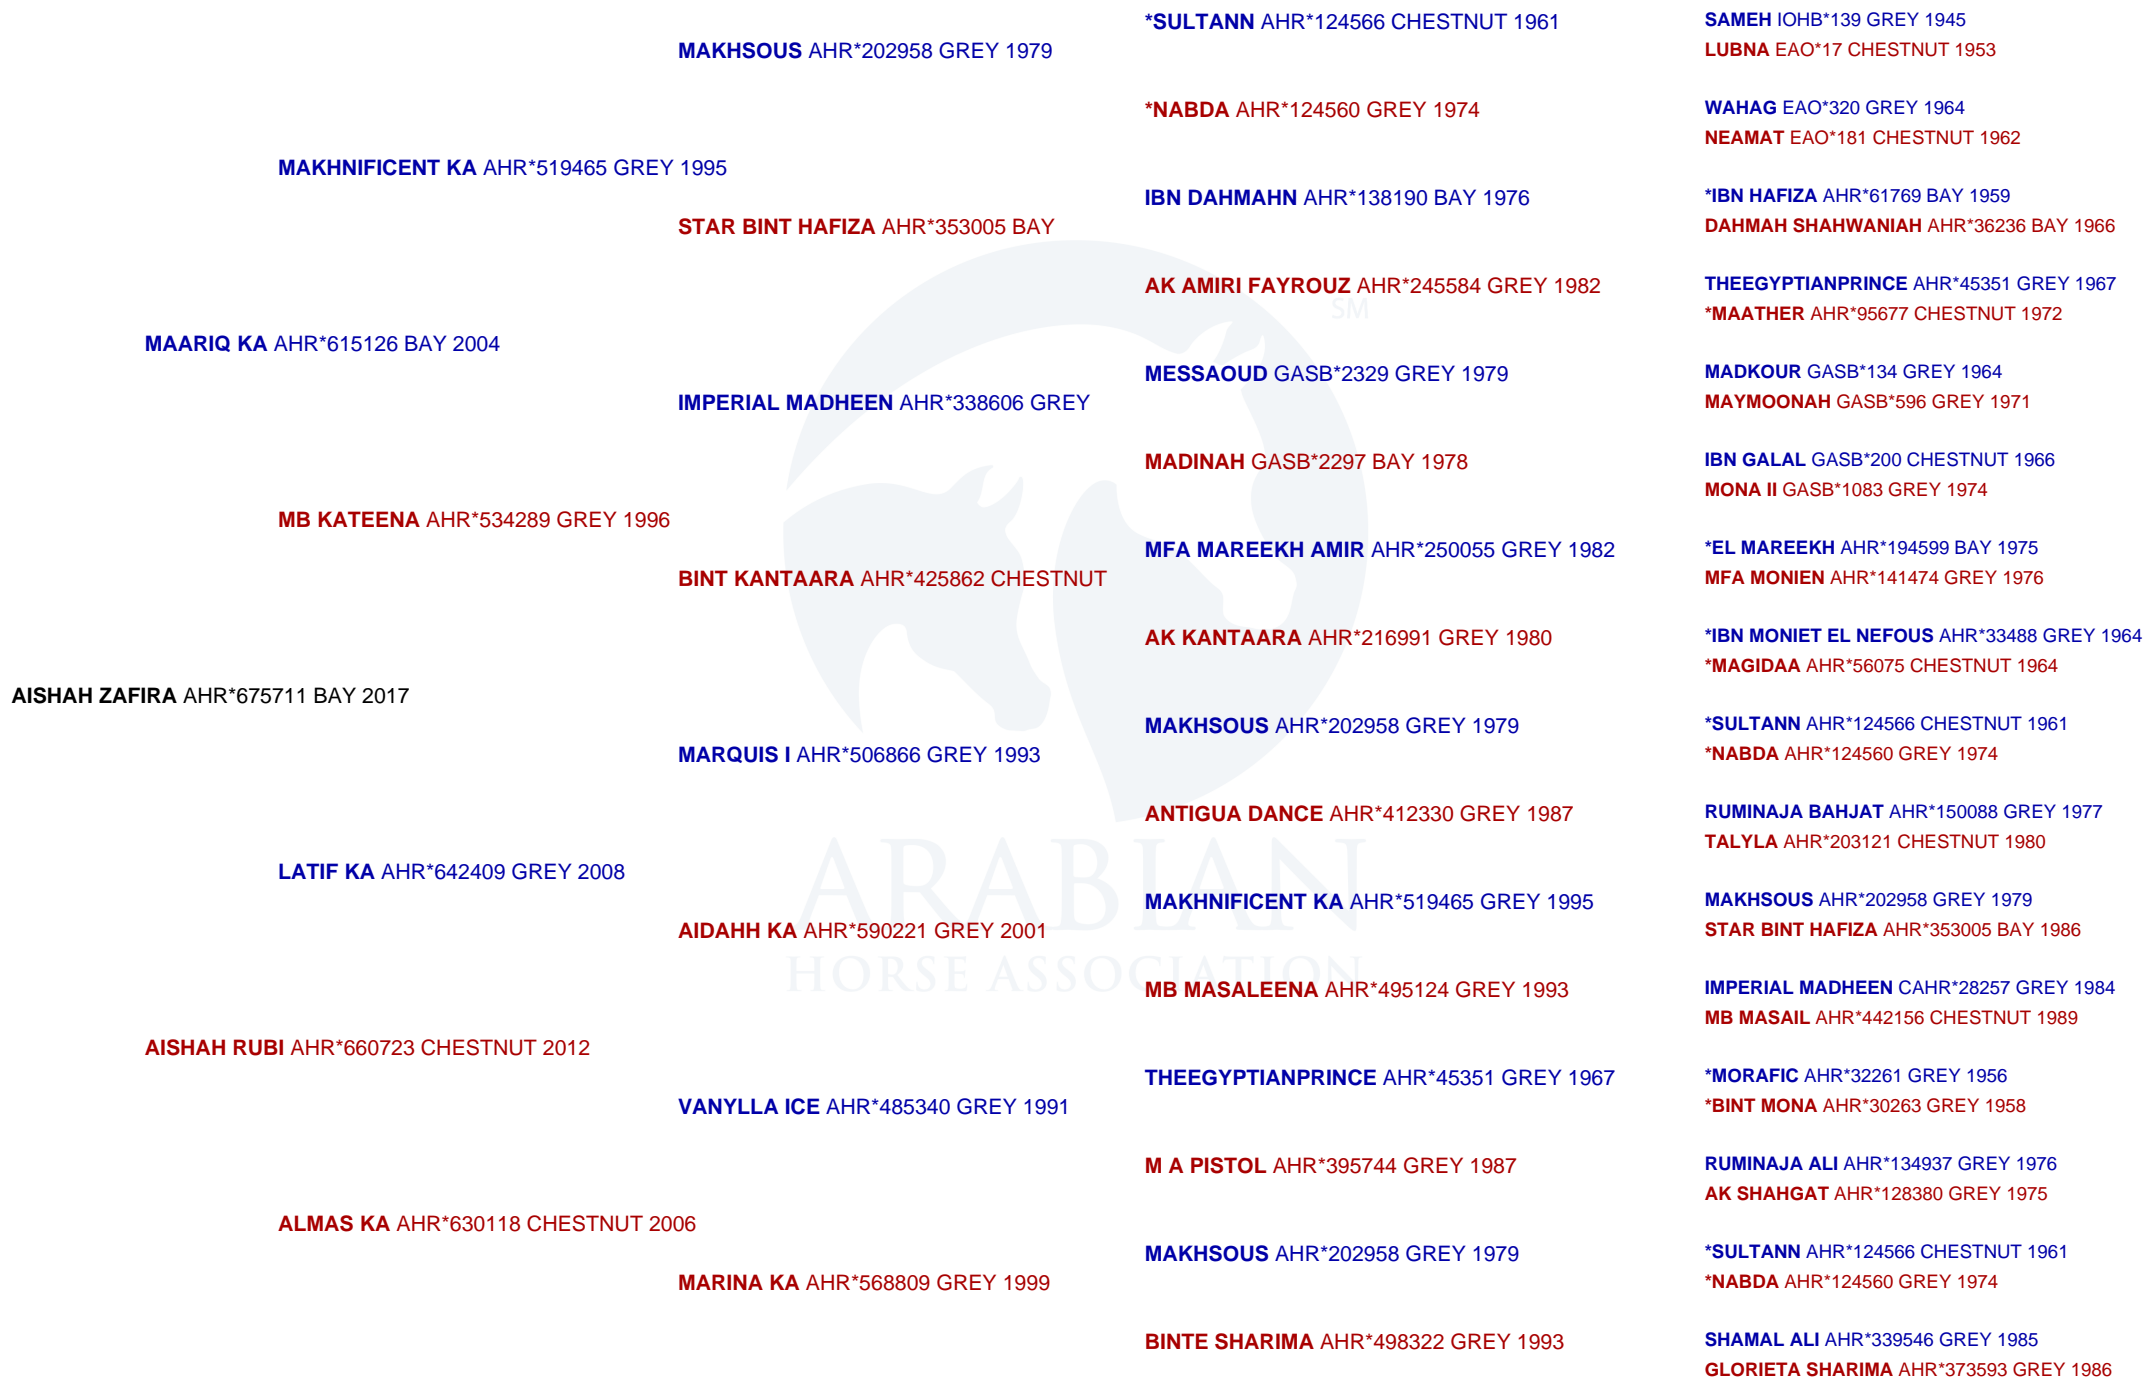 *SULTANN AHR*124566 CHESTNUT 1961
SAMEH IOHB*139 GREY 1945
MAKHSOUS AHR*202958 GREY 1979
LUBNA EAO*17 CHESTNUT 1953
*NABDA AHR*124560 GREY 1974
WAHAG EAO*320 GREY 1964
NEAMAT EAO*181 CHESTNUT 1962
MAKHNIFICENT KA AHR*519465 GREY 1995
IBN DAHMAHN AHR*138190 BAY 1976
*IBN HAFIZA AHR*61769 BAY 1959
STAR BINT HAFIZA AHR*353005 BAY
DAHMAH SHAHWANIAH AHR*36236 BAY 1966
AK AMIRI FAYROUZ AHR*245584 GREY 1982
THEEGYPTIANPRINCE AHR*45351 GREY 1967
SM
*MAATHER AHR*95677 CHESTNUT 1972
MAARIQ KA AHR*615126 BAY 2004
MESSAOUD GASB*2329 GREY 1979
MADKOUR GASB*134 GREY 1964
IMPERIAL MADHEEN AHR*338606 GREY
MAYMOONAH GASB*596 GREY 1971
MADINAH GASB*2297 BAY 1978
IBN GALAL GASB*200 CHESTNUT 1966
MONA II GASB*1083 GREY 1974
MB KATEENA AHR*534289 GREY 1996
MFA MAREEKH AMIR AHR*250055 GREY 1982
*EL MAREEKH AHR*194599 BAY 1975
BINT KANTAARA AHR*425862 CHESTNUT
MFA MONIEN AHR*141474 GREY 1976
AK KANTAARA AHR*216991 GREY 1980
*IBN MONIET EL NEFOUS AHR*33488 GREY 1964
*MAGIDAA AHR*56075 CHESTNUT 1964
AISHAH ZAFIRA AHR*675711 BAY 2017
MAKHSOUS AHR*202958 GREY 1979
*SULTANN AHR*124566 CHESTNUT 1961
MARQUIS I AHR*506866 GREY 1993
*NABDA AHR*124560 GREY 1974
ANTIGUA DANCE AHR*412330 GREY 1987
RUMINAJA BAHJAT AHR*150088 GREY 1977
TALYLA AHR*203121 CHESTNUT 1980
LATIF KA AHR*642409 GREY 2008
ARABIAN
MAKHNIFICENT KA AHR*519465 GREY 1995
MAKHSOUS AHR*202958 GREY 1979
AIDAHH KA AHR*590221 GREY 2001
STAR BINT HAFIZA AHR*353005 BAY 1986
HORSE ASSOCIATION
MB MASALEENA AHR*495124 GREY 1993
IMPERIAL MADHEEN CAHR*28257 GREY 1984
MB MASAIL AHR*442156 CHESTNUT 1989
AISHAH RUBI AHR*660723 CHESTNUT 2012
THEEGYPTIANPRINCE AHR*45351 GREY 1967
*MORAFIC AHR*32261 GREY 1956
VANYLLA ICE AHR*485340 GREY 1991
*BINT MONA AHR*30263 GREY 1958
M A PISTOL AHR*395744 GREY 1987
RUMINAJA ALI AHR*134937 GREY 1976
AK SHAHGAT AHR*128380 GREY 1975
ALMAS KA AHR*630118 CHESTNUT 2006
MAKHSOUS AHR*202958 GREY 1979
*SULTANN AHR*124566 CHESTNUT 1961
MARINA KA AHR*568809 GREY 1999
*NABDA AHR*124560 GREY 1974
BINTE SHARIMA AHR*498322 GREY 1993
SHAMAL ALI AHR*339546 GREY 1985
GLORIETA SHARIMA AHR*373593 GREY 1986